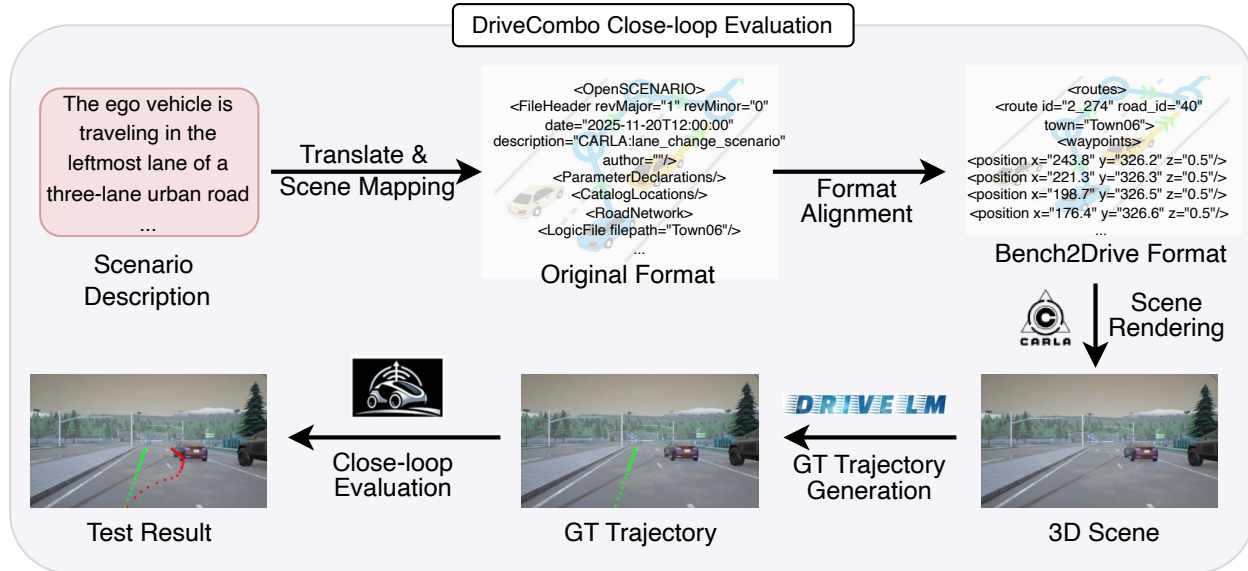 DriveCombo Close-loop Evaluation
The ego vehicle is
traveling in the
leftmost lane of a
three-lane urban road
...
Scenario
Description
Translate &
Scene Mapping
<OpenSCENARIO>
<FileHeader revMajor="1" revMinor="0"
date="2025-11-20T12:00:00"
description="CARLA:lane_change_scenario"
author=""/>
<ParameterDeclarations/>
<CatalogLocations/>
<RoadNetwork>
<LogicFile filepath="Town06"/>
...
Original Format
Format
Alignment
<routes>
<route id="2_274" road_id="40"
town="Town06">
<waypoints>
<position x="243.8" y="326.2" z="0.5"/>
<position x="221.3" y="326.3" z="0.5"/>
<position x="198.7" y="326.5" z="0.5"/>
<position x="176.4" y="326.6" z="0.5"/>
...
Bench2Drive Format
CARLA
Scene
Rendering
3D Scene
DRIVE LM
GT Trajectory
Generation
GT Trajectory
Close-loop
Evaluation
Test Result